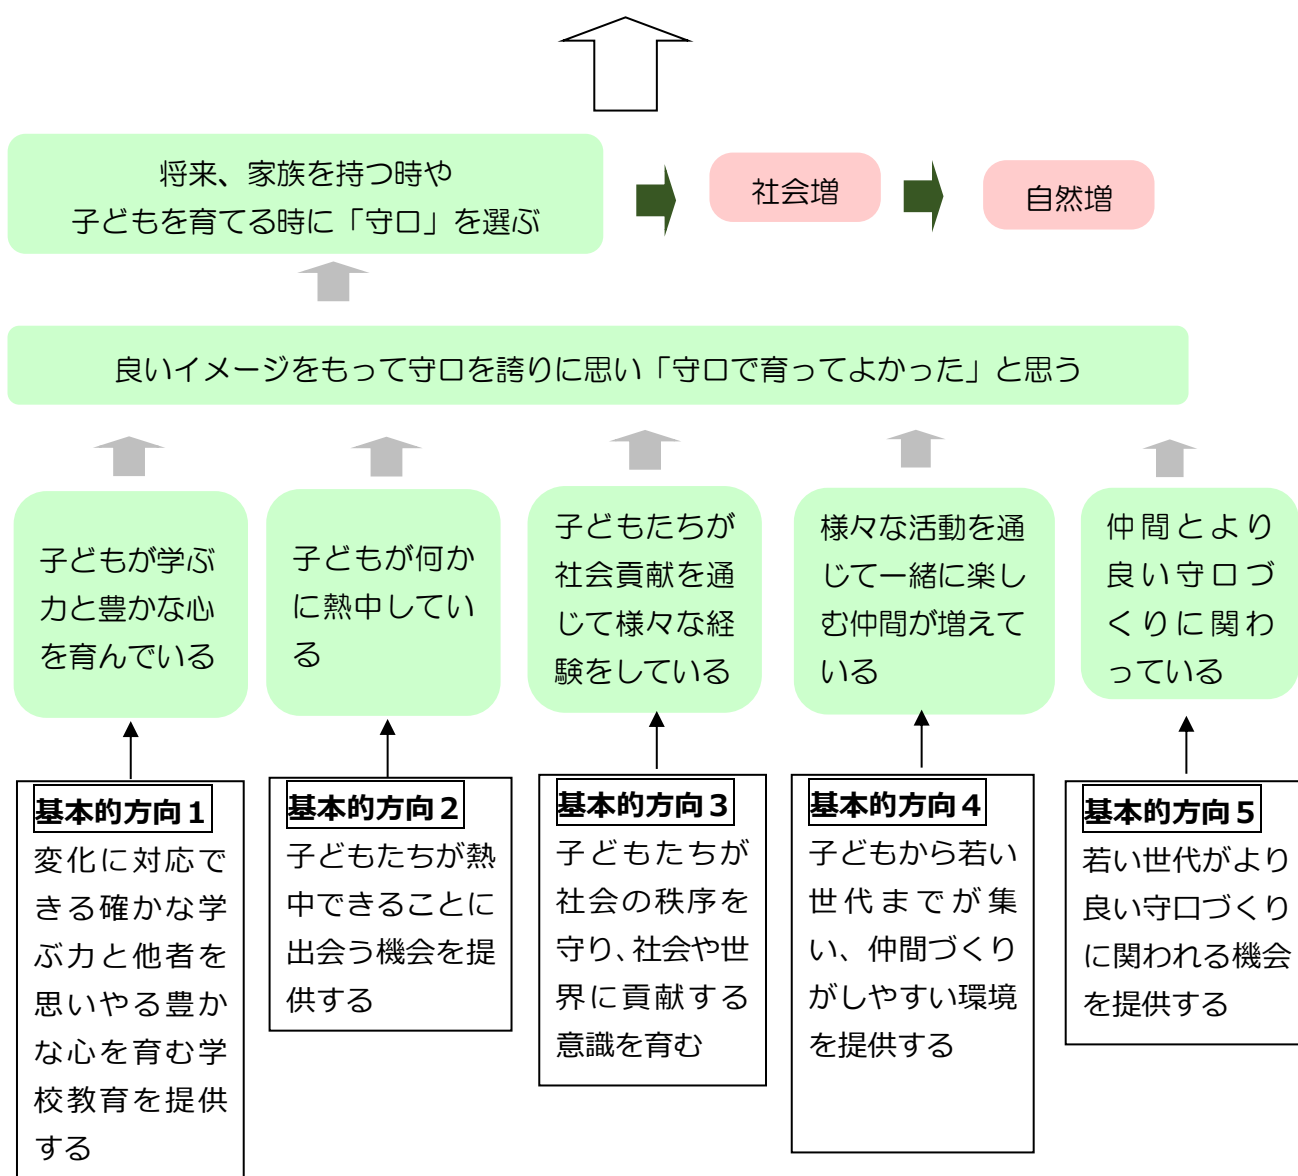 将来、家族を持つ時や
子どもを育てる時に「守口」を選ぶ
社会増
自然増
良いイメージをもって守口を誇りに思い「守口で育ってよかった」と思う
子どもが学ぶ
力と豊かな心
を育んでいる
子どもが何か
に熱中してい
る
子どもたちが
社会貢献を通
じて様々な経
験をしている
様々な活動を通
じて一緒に楽し
む仲間が増えて
いる
仲間とより
良い守口づ
くりに関わ
っている
基本的方向１
変化に対応で
きる確かな学
ぶ力と他者を
思いやる豊か
な心を育む学
校教育を提供
する
基本的方向２
子どもたちが熱
中できることに
出会う機会を提
供する
基本的方向３
子どもたちが
社会の秩序を
守り、社会や世
界に貢献する
意識を育む
基本的方向４
子どもから若い
世代までが集
い、仲間づくり
がしやすい環境
を提供する
基本的方向５
若い世代がより
良い守口づくり
に関われる機会
を提供する